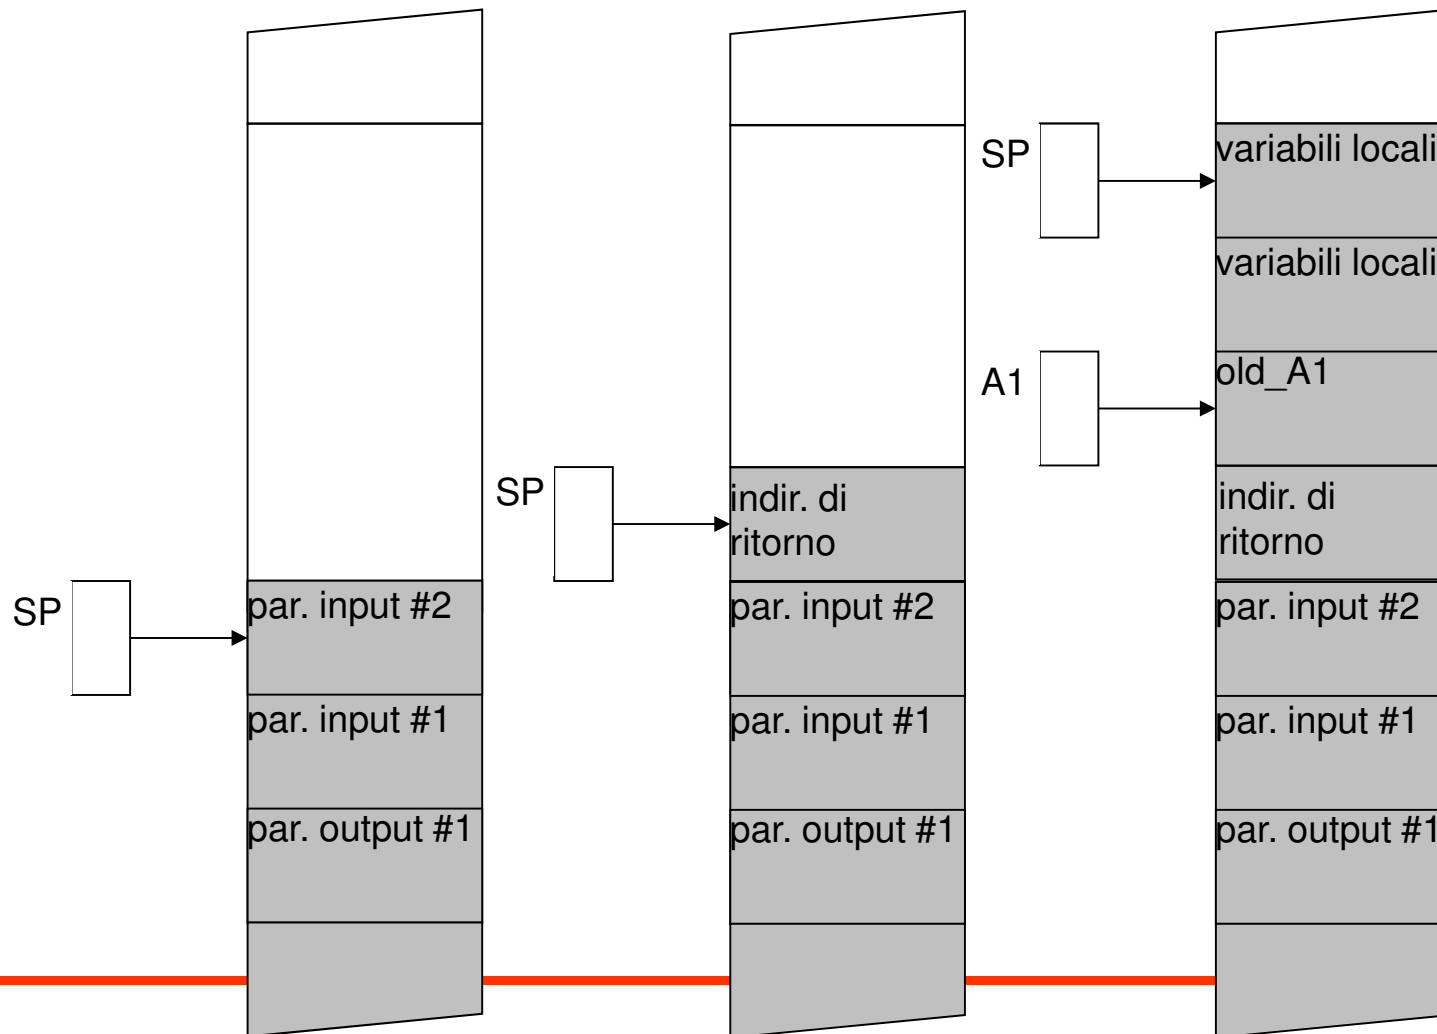 SP
par. input #2
par. input #1
par. output #1
SP
indir. di
ritorno
par. input #2
par. input #1
par. output #1
SP
variabili locali
variabili locali
A1
old_A1
indir. di
ritorno
par. input #2
par. input #1
par. output #1